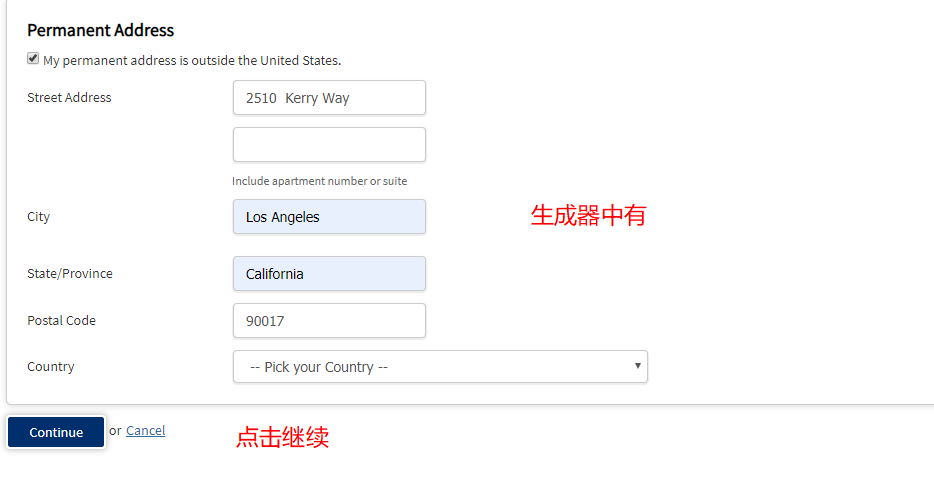 Permanent Address
My permanent address is outside the United States.
Street Address
2510  Kerry Way
Include apartment number or suite
City
Los Angeles
生成器中有
State/Province
California
Postal Code
90017
Country
-- Pick your Country --
Continue or Cancel
点击继续